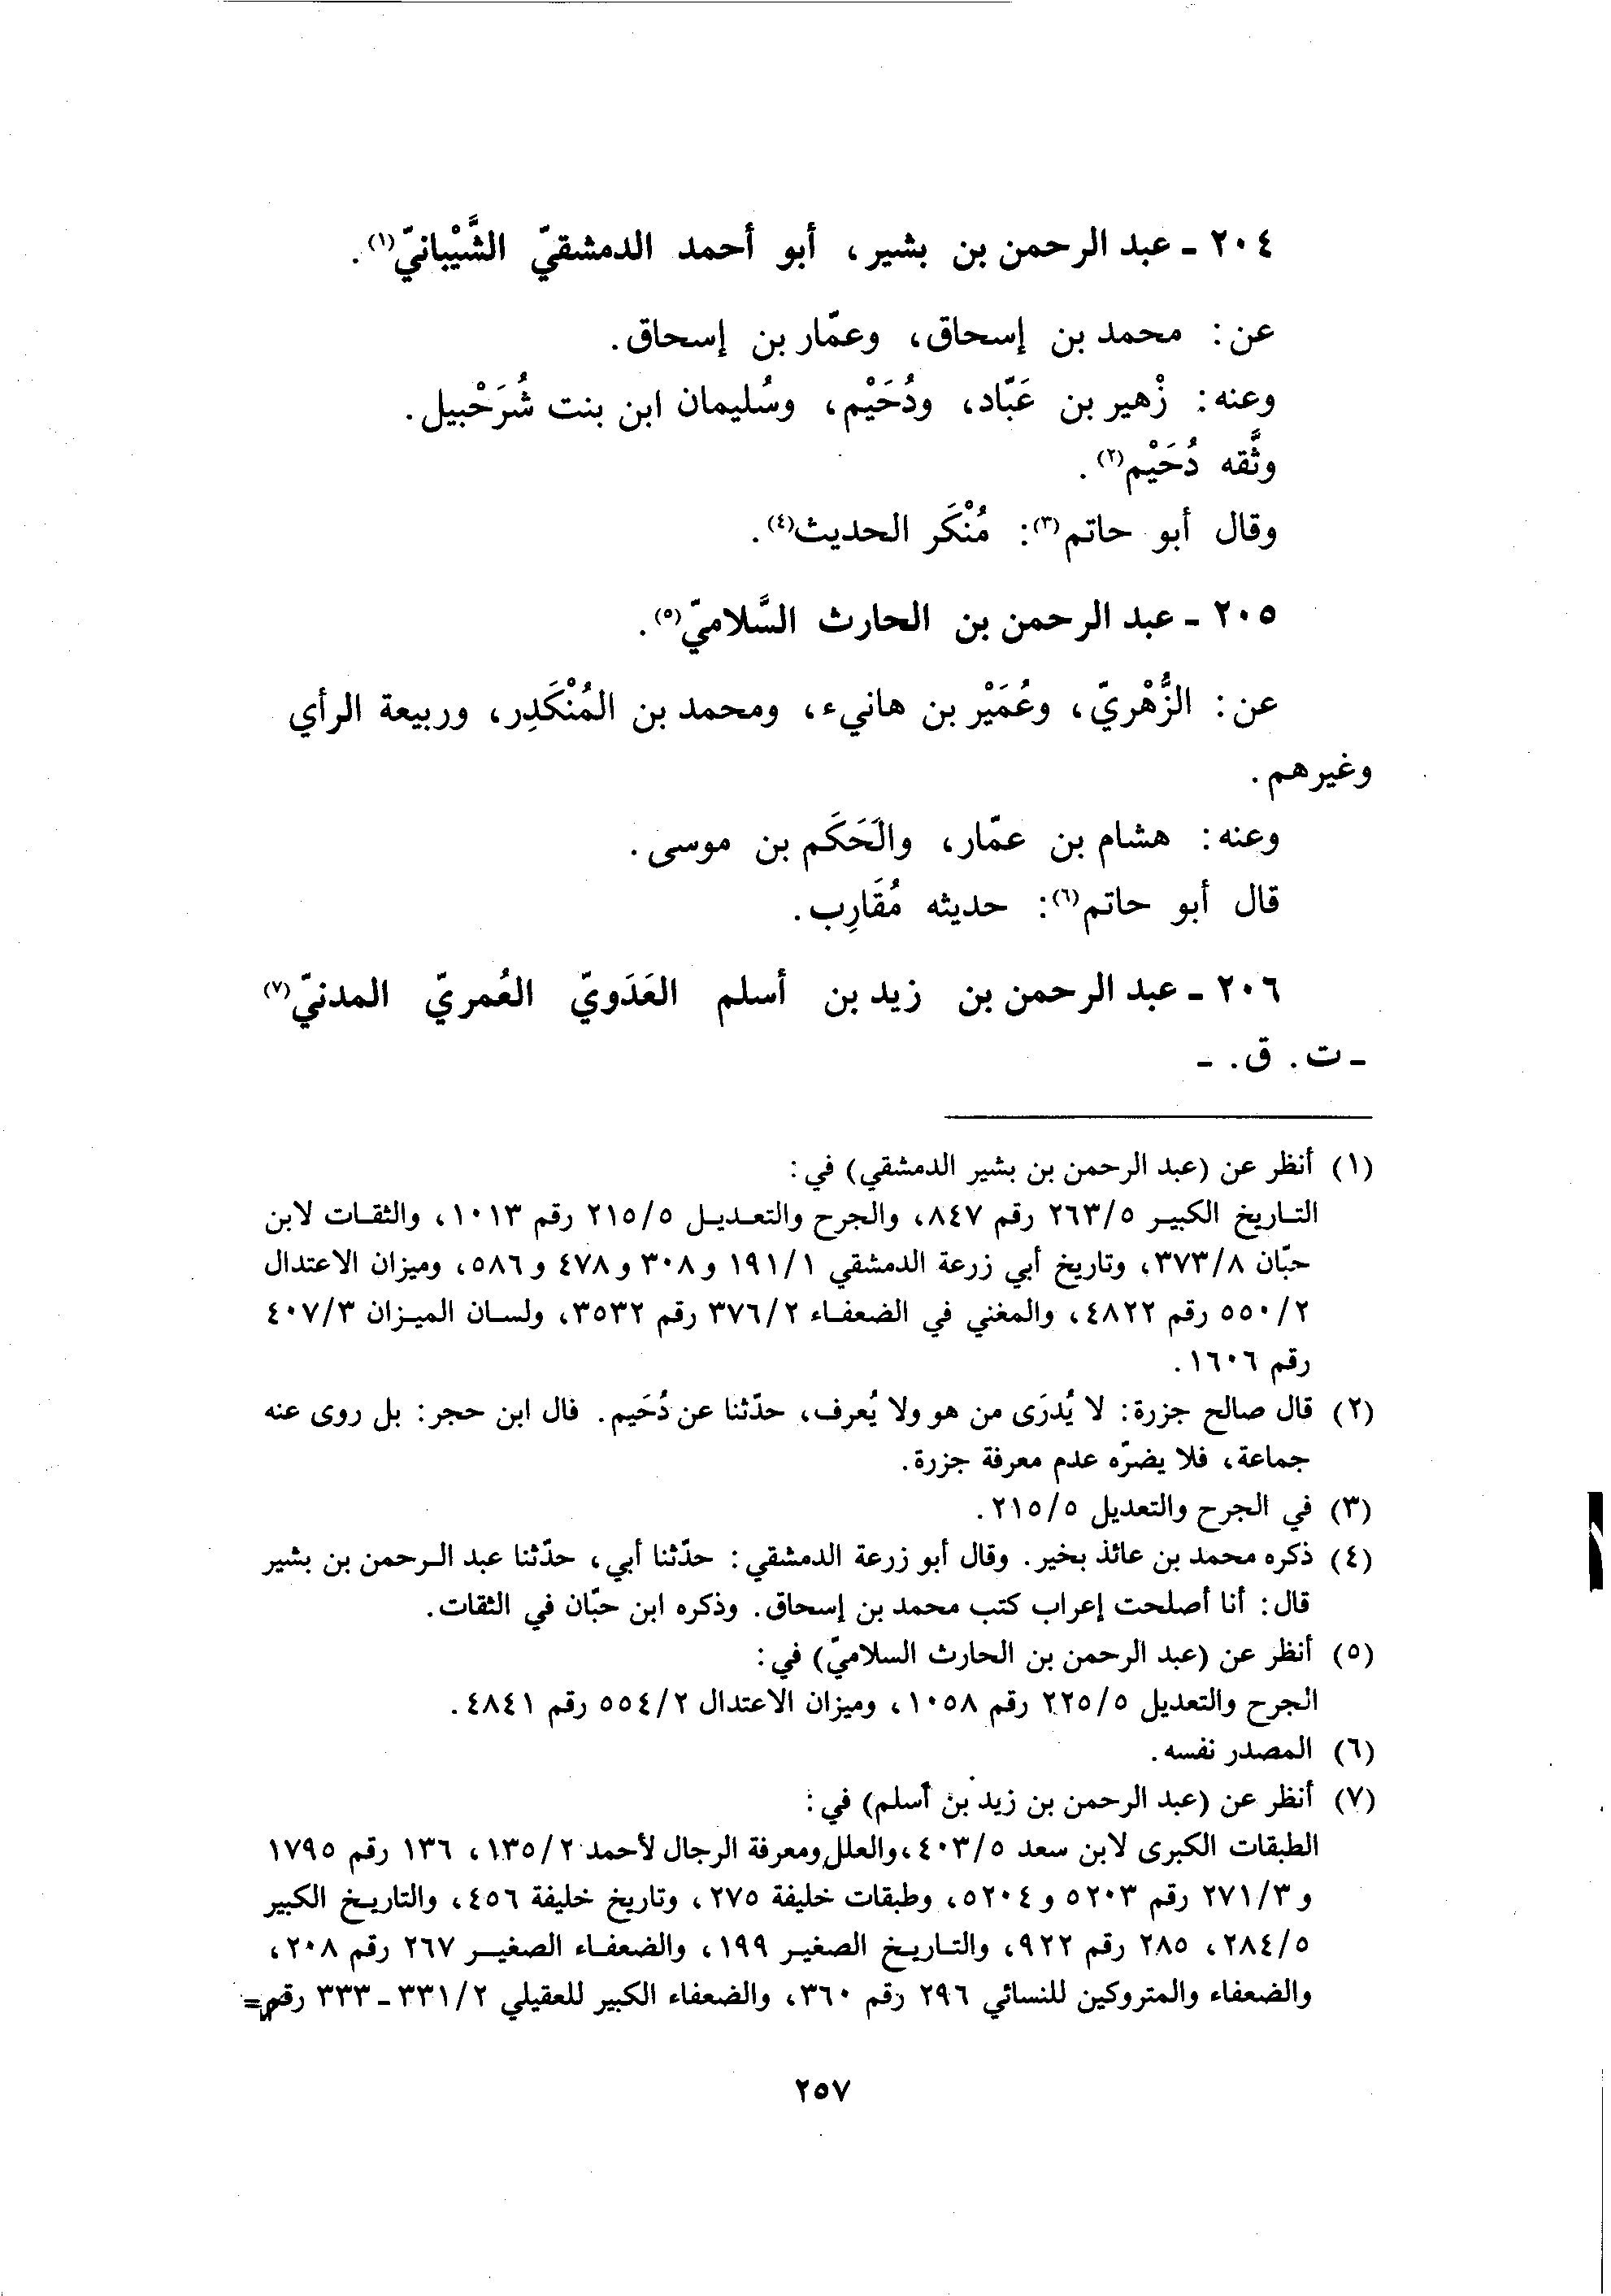 ٢٠٤ ـ عبد الرحمن بن بشير، أبو أحمد الدمشقيّ الشَّيْبانيّ(١).
عن: محمد بن إسحاق، وعمّار بن إسحاق.
وعنه: زْهير بن عَبّاد، ودُحَيْم، وسُليمان ابن بنت شُرَحْبيل.
وثَّقه دُحَيْم(٢).
وقال أبو حاتم(٣): مُنْكَر الحديث(٤).
٢٠٥ ـ عبد الرحمن بن الحارث السَّلاميّ(٥).
عن: الزُّهْريّ، وعُمَيْر بن هانيء، ومحمد بن المُنْكَدِر، وربيعة الرأي
وغيرهم.
وعنه: هشام بن عمّار، والَحَكَم بن موسى.
قال أبو حاتم(٦): حديثه مُقَارِب.
٢٠٦ ـ عبد الرحمن بن زيد بن أسلم العَدَويّ العُمريّ المدنيّ(٧)
ـ ت. ق. ـ
(١) أنظر عن (عبد الرحمن بن بشير الدمشقي) في:
التاريخ الكبير ٥/٢٦٣ رقم ٨٤٧، والجرح والتعديل ٥/٢١٥ رقم ١٠١٣، والثقات لابن
حبّان ٨/٣٧٣، وتاريخ أبي زرعة الدمشقي ١/١٩١ و٣٠٨ و٤٧٨ و٥٨٦، وميزان الاعتدال
٢/٥٥٠ رقم ٤٨٢٢، والمغني في الضعفاء ٢/٣٧٦ رقم ٣٥٣٢، ولسان الميزان ٣/٤٠٧
رقم ١٦٠٦.
(٢) قال صالح جزرة: لا يُدرَى من هو ولا يُعرف، حدّثنا عن دُحَيم. فال ابن حجر: بل روى عنه
جماعة، فلا يضرّه عدم معرفة جزرة.
(٣) في الجرح والتعديل ٥/٢١٥.
(٤) ذكره محمد بن عائذ بخير. وقال أبو زرعة الدمشقي: حدّثنا أبي، حدّثنا عبد الرحمن بن بشير
قال: أنا أصلحت إعراب كتب محمد بن إسحاق. وذكره ابن حبّان في الثقات.
(٥) أنظر عن (عبد الرحمن بن الحارث السلاميّ) في:
الجرح والتعديل ٥/٢٢٥ رقم ١٠٥٨، وميزان الاعتدال ٢/٥٥٤ رقم ٤٨٤١.
(٦) المصدر نفسه.
(٧) أنظر عن (عبد الرحمن بن زيد بن أسلم) في:
الطبقات الكبرى لابن سعد ٥/٤٠٣، والعلل ومعرفة الرجال لأحمد ٢/١٣٥، ١٣٦ رقم ١٧٩٥
و٣/٢٧١ رقم ٥٢٠٣ و٥٢٠٤، وطبقات خليفة ٢٧٥، وتاريخ خليفة ٤٥٦، والتاريخ الكبير
٥/٢٨٤، ٢٨٥ رقم ٩٢٢، والتاريخ الصغير ١٩٩، والضعفاء الصغير ٢٦٧ رقم ٢٠٨،
والضعفاء والمتروكين للنسائي ٢٩٦ رقم ٣٦٠، والضعفاء الكبير للعقيلي ٢/٣٣١ ـ ٣٣٣ رقم=
٢٥٧